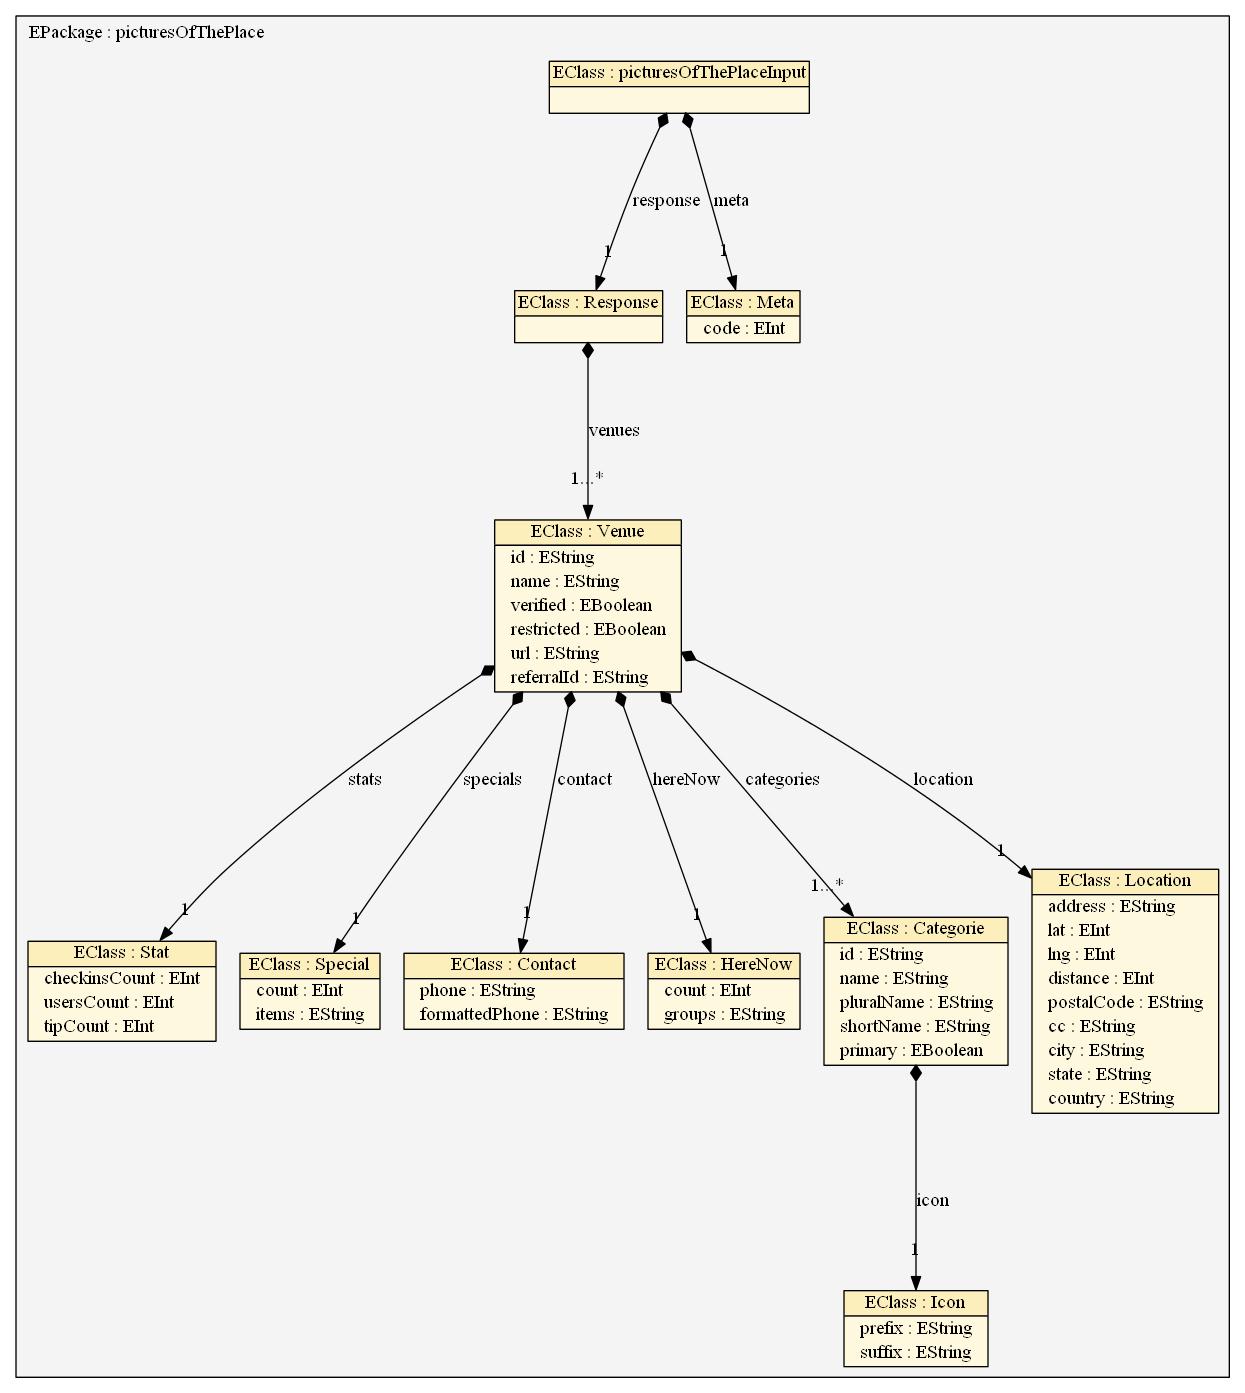 EPackage : picturesOfThePlace
EClass : picturesOfThePlaceInput
response
meta
1
1
EClass : Response
EClass : Meta
code : EInt
venues
1...*
EClass : Venue
id : EString
name : EString
verified : EBoolean
restricted : EBoolean
url : EString
referralId : EString
stats
specials
contact
hereNow
categories
location
1
1
1
1
1...*
1
EClass : Stat
checkinsCount : EInt
usersCount : EInt
tipCount : EInt
EClass : Special
count : EInt
items : EString
EClass : Contact
phone : EString
formattedPhone : EString
EClass : HereNow
count : EInt
groups : EString
EClass : Categorie
id : EString
name : EString
pluralName : EString
shortName : EString
primary : EBoolean
EClass : Location
address : EString
lat : EInt
lng : EInt
distance : EInt
postalCode : EString
cc : EString
city : EString
state : EString
country : EString
icon
1
EClass : Icon
prefix : EString
suffix : EString